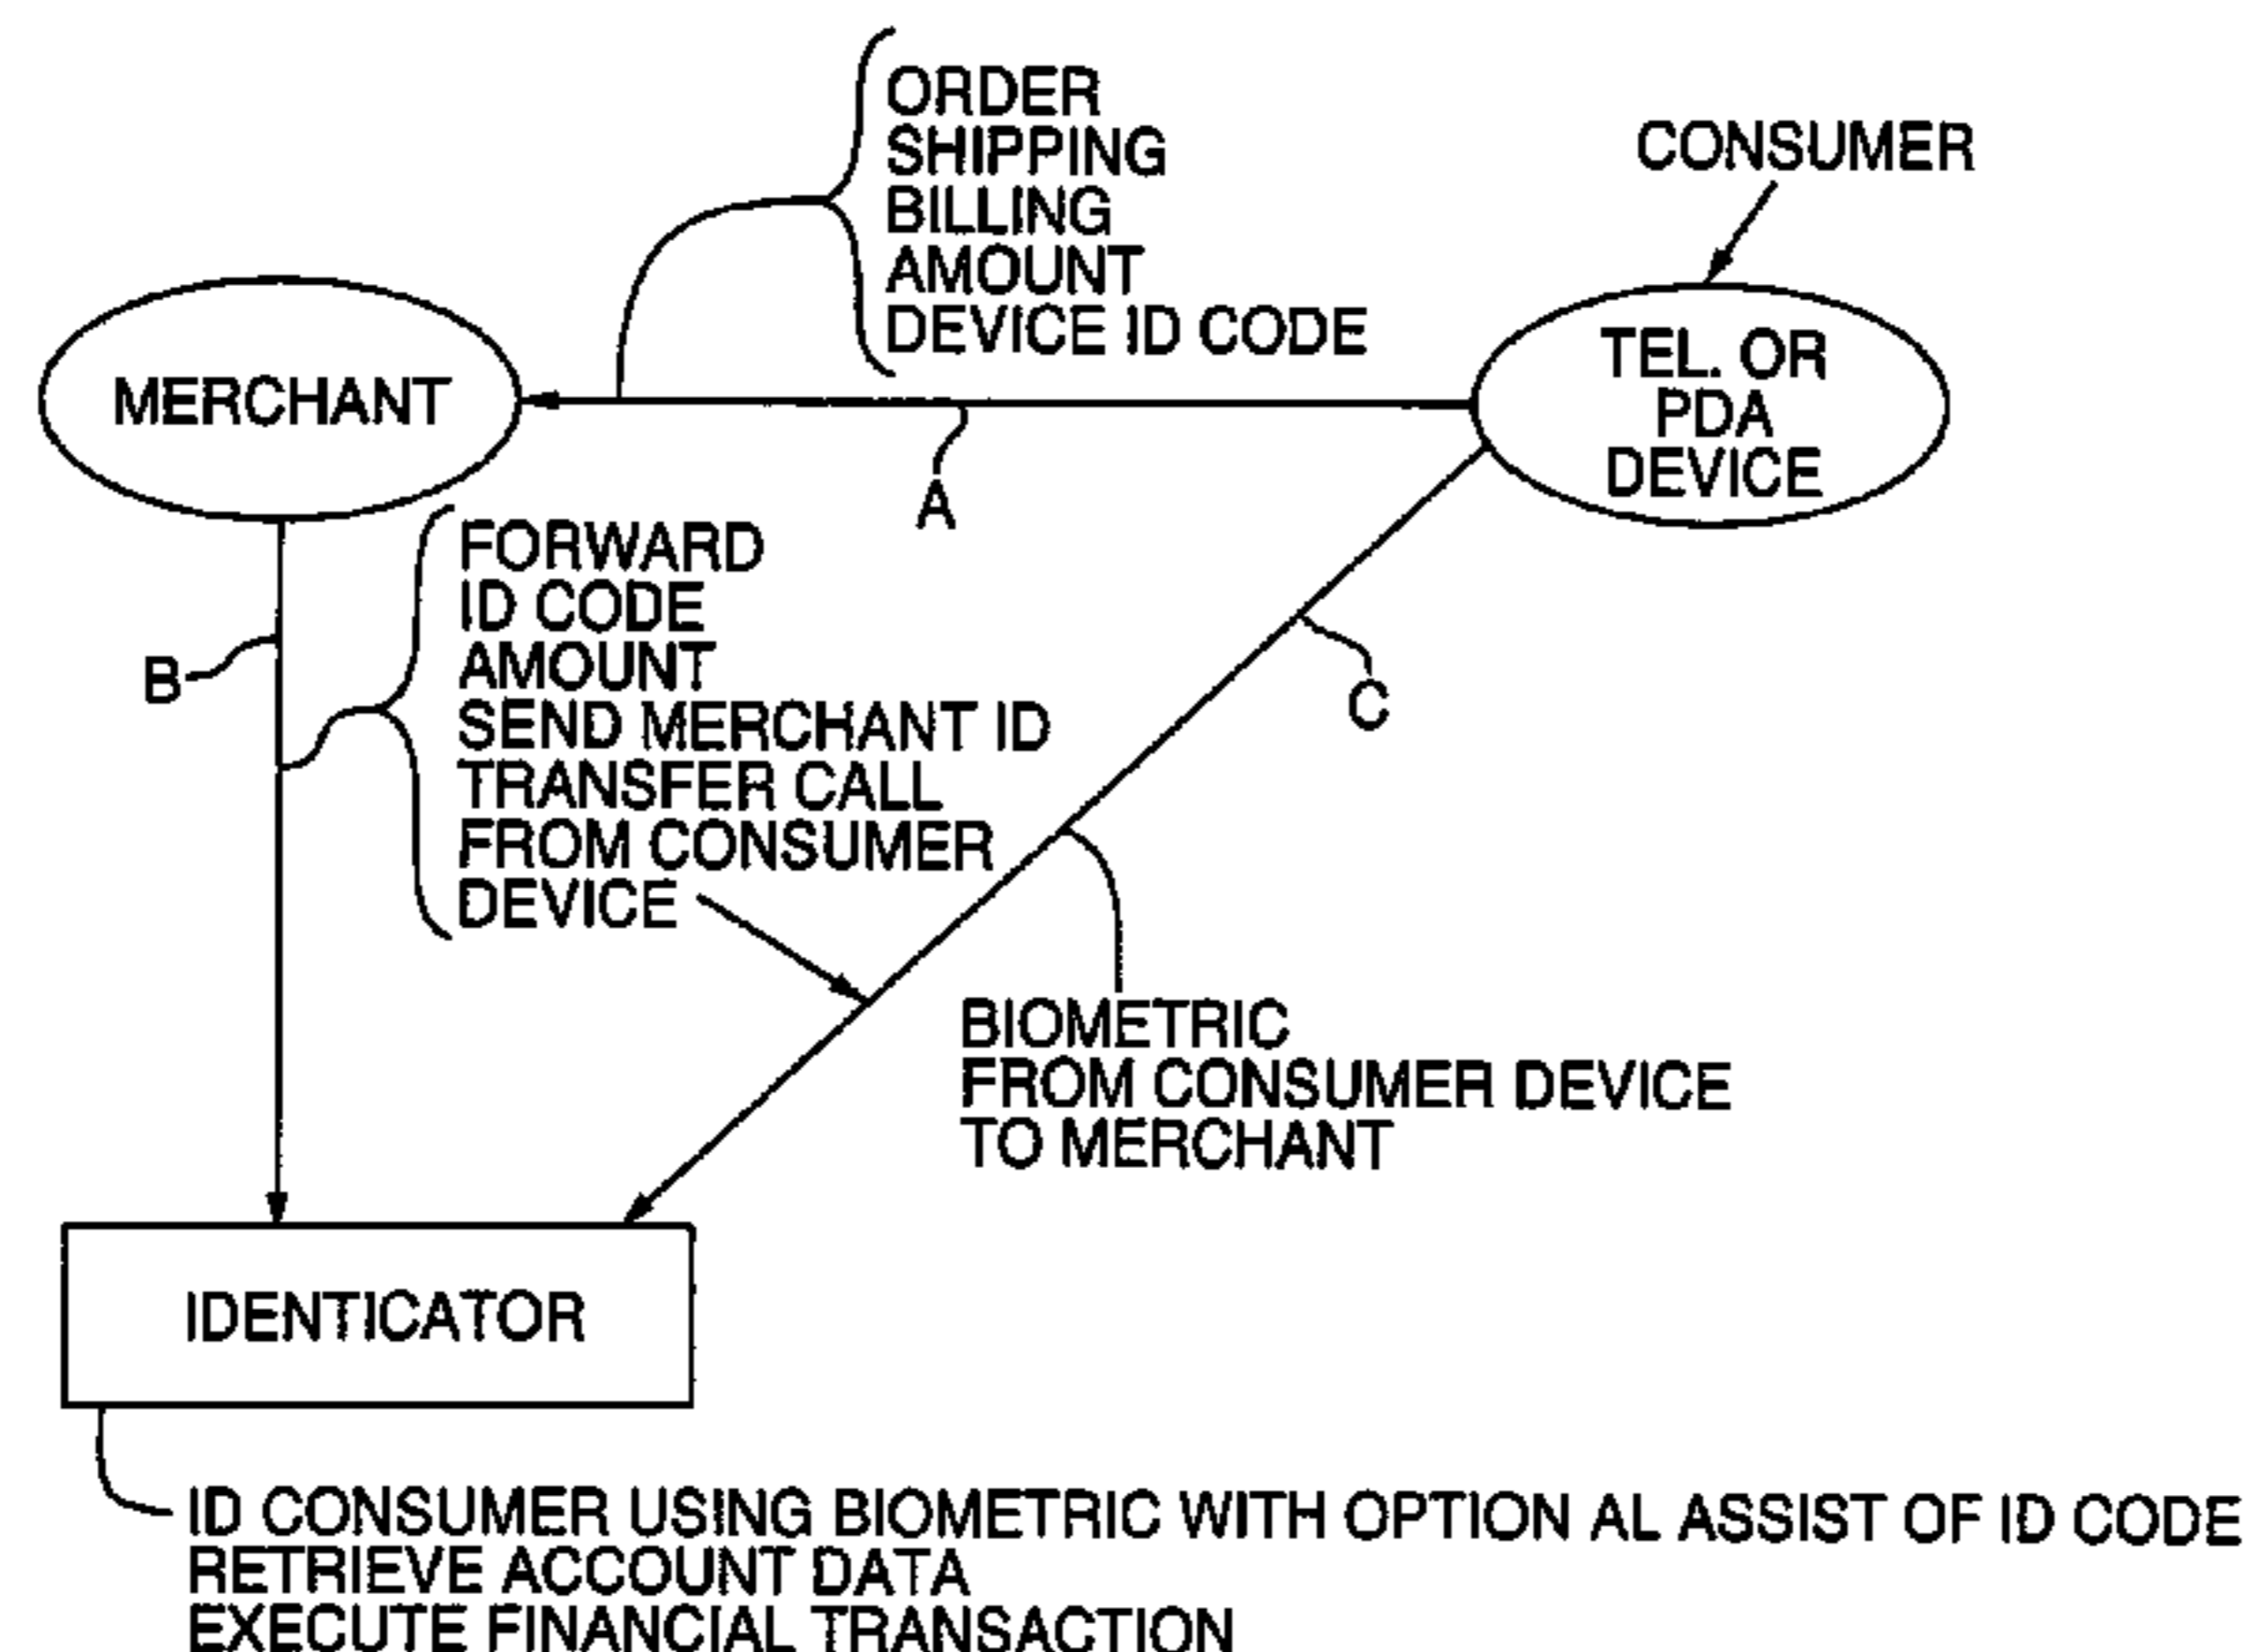 ORDER
SHIPPING
BILLING
AMOUNT
DEVICE ID CODE
CONSUMER
MERCHANT
TEL. OR
PDA
DEVICE
A
FORWARD
ID CODE
AMOUNT
SEND MERCHANT ID
TRANSFER CALL
FROM CONSUMER
DEVICE
B
C
BIOMETRIC
FROM CONSUMER DEVICE
TO MERCHANT
IDENTICATOR
ID CONSUMER USING BIOMETRIC WITH OPTION AL ASSIST OF ID CODE
RETRIEVE ACCOUNT DATA
EXECUTE FINANCIAL TRANSACTION